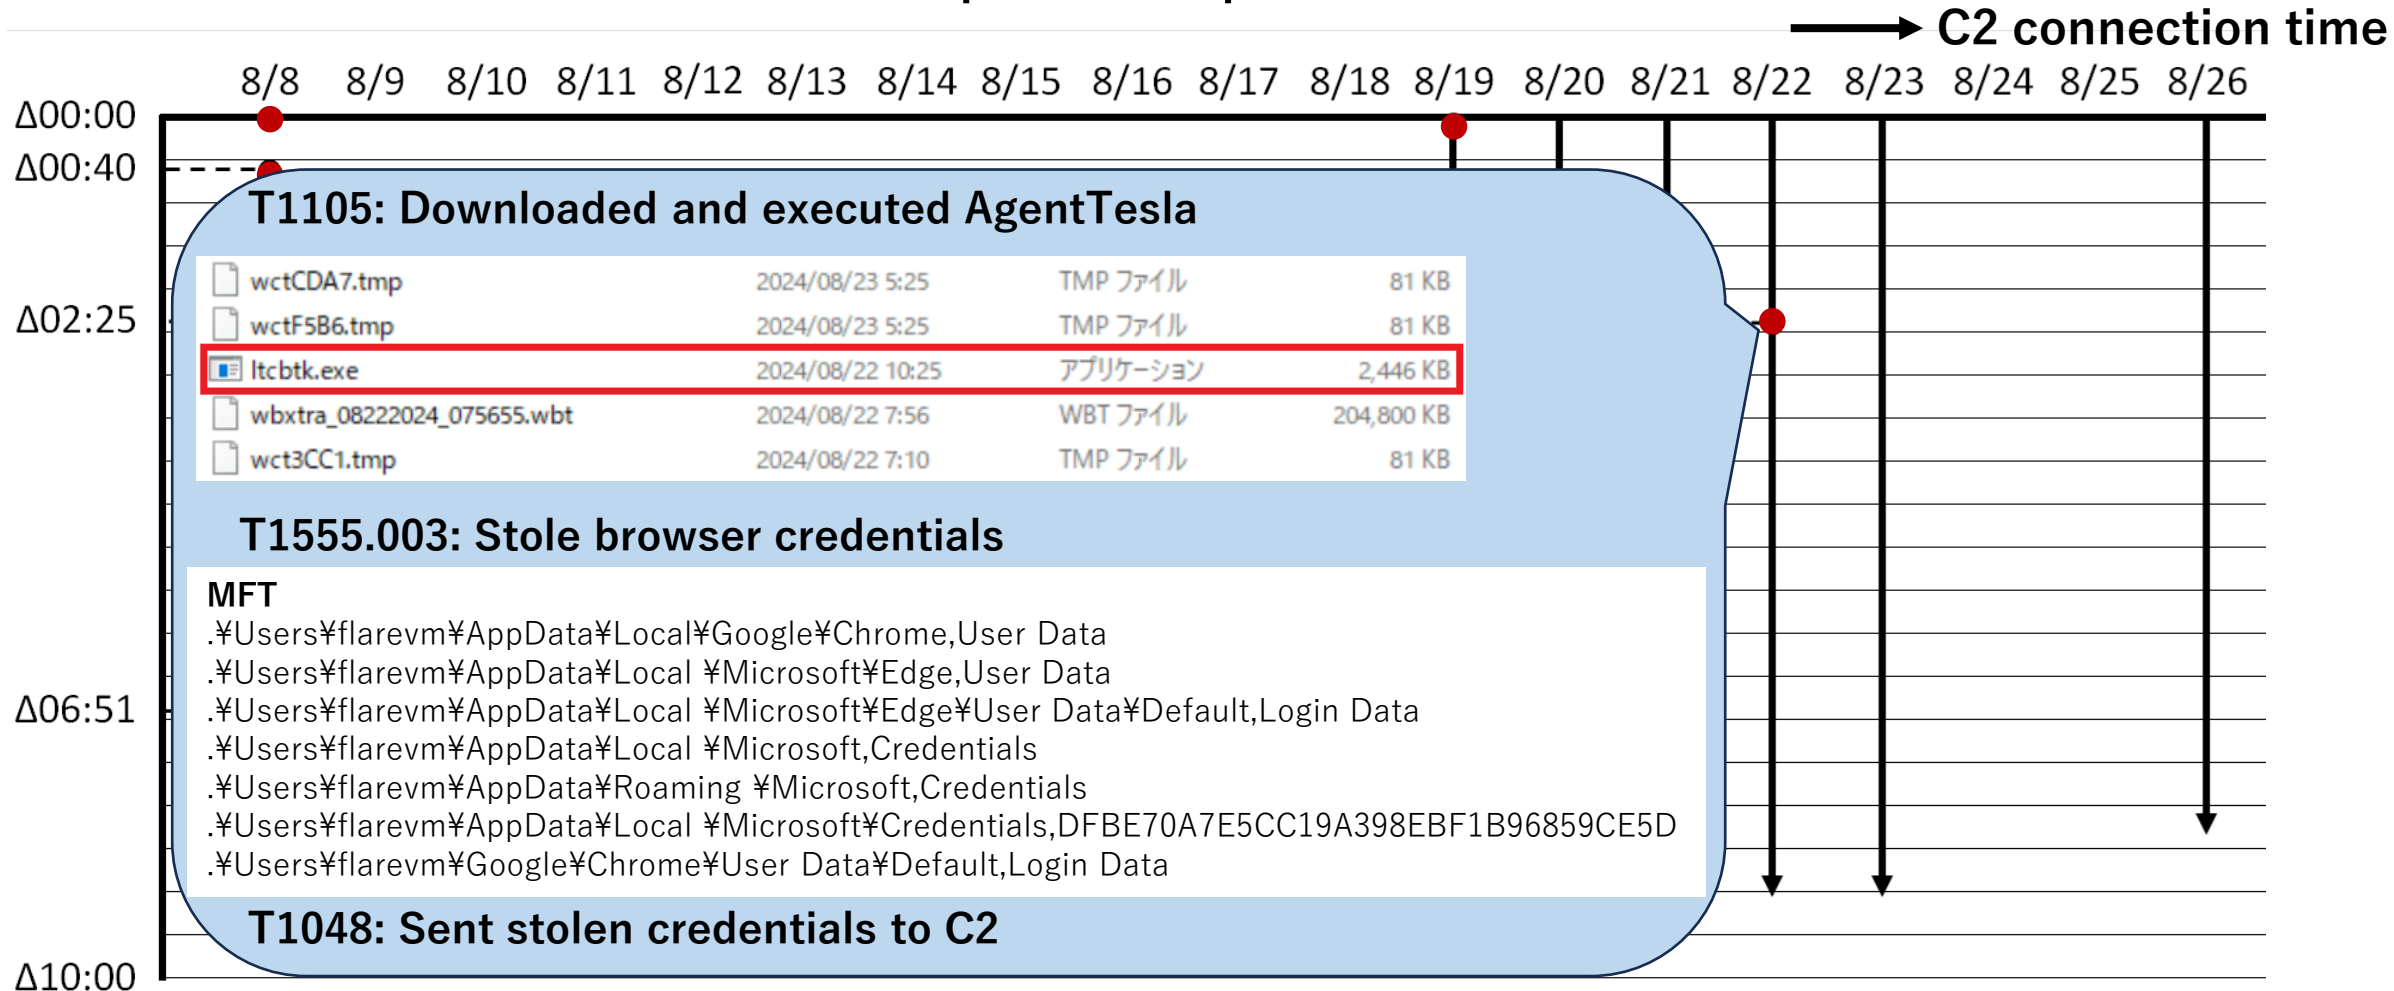 C2 connection time
8/8 8/9 8/10 8/11 8/12 8/13 8/14 8/15 8/16 8/17 8/18 8/19 8/20 8/21 8/22 8/23 8/24 8/25 8/26
Δ00:00
Δ00:40
T1105: Downloaded and executed AgentTesla
wctCDA7.tmp 2024/08/23 5:25 TMP ファイル 81 KB
Δ02:25
wctF5B6.tmp 2024/08/23 5:25 TMP ファイル 81 KB
ltcbtk.exe 2024/08/22 10:25 アプリケーション 2,446 KB
wbxtra_08222024_075655.wbt 2024/08/22 7:56 WBT ファイル 204,800 KB
wct3CC1.tmp 2024/08/22 7:10 TMP ファイル 81 KB
T1555.003: Stole browser credentials
MFT
.¥Users¥flarevm¥AppData¥Local¥Google¥Chrome,User Data
.¥Users¥flarevm¥AppData¥Local ¥Microsoft¥Edge,User Data
Δ06:51
.¥Users¥flarevm¥AppData¥Local ¥Microsoft¥Edge¥User Data¥Default,Login Data
.¥Users¥flarevm¥AppData¥Local ¥Microsoft,Credentials
.¥Users¥flarevm¥AppData¥Roaming ¥Microsoft,Credentials
.¥Users¥flarevm¥AppData¥Local ¥Microsoft¥Credentials,DFBE70A7E5CC19A398EBF1B96859CE5D
.¥Users¥flarevm¥Google¥Chrome¥User Data¥Default,Login Data
T1048: Sent stolen credentials to C2
Δ10:00